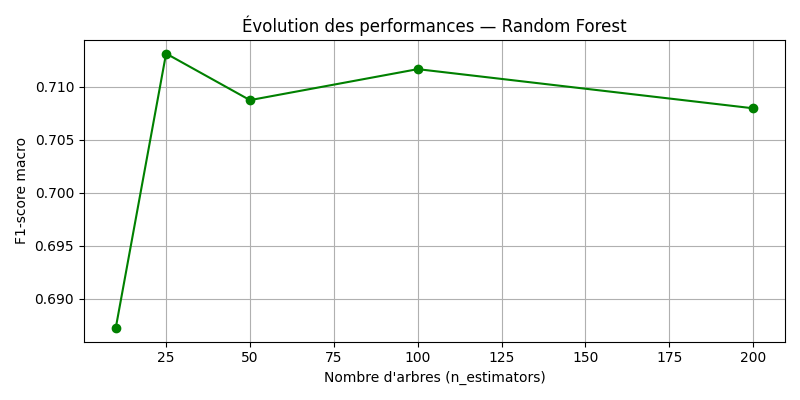 Évolution des performances — Random Forest
F1-score macro
0.710
0.705
0.700
0.695
0.690
25 50 75 100 125 150 175 200
Nombre d'arbres (n_estimators)